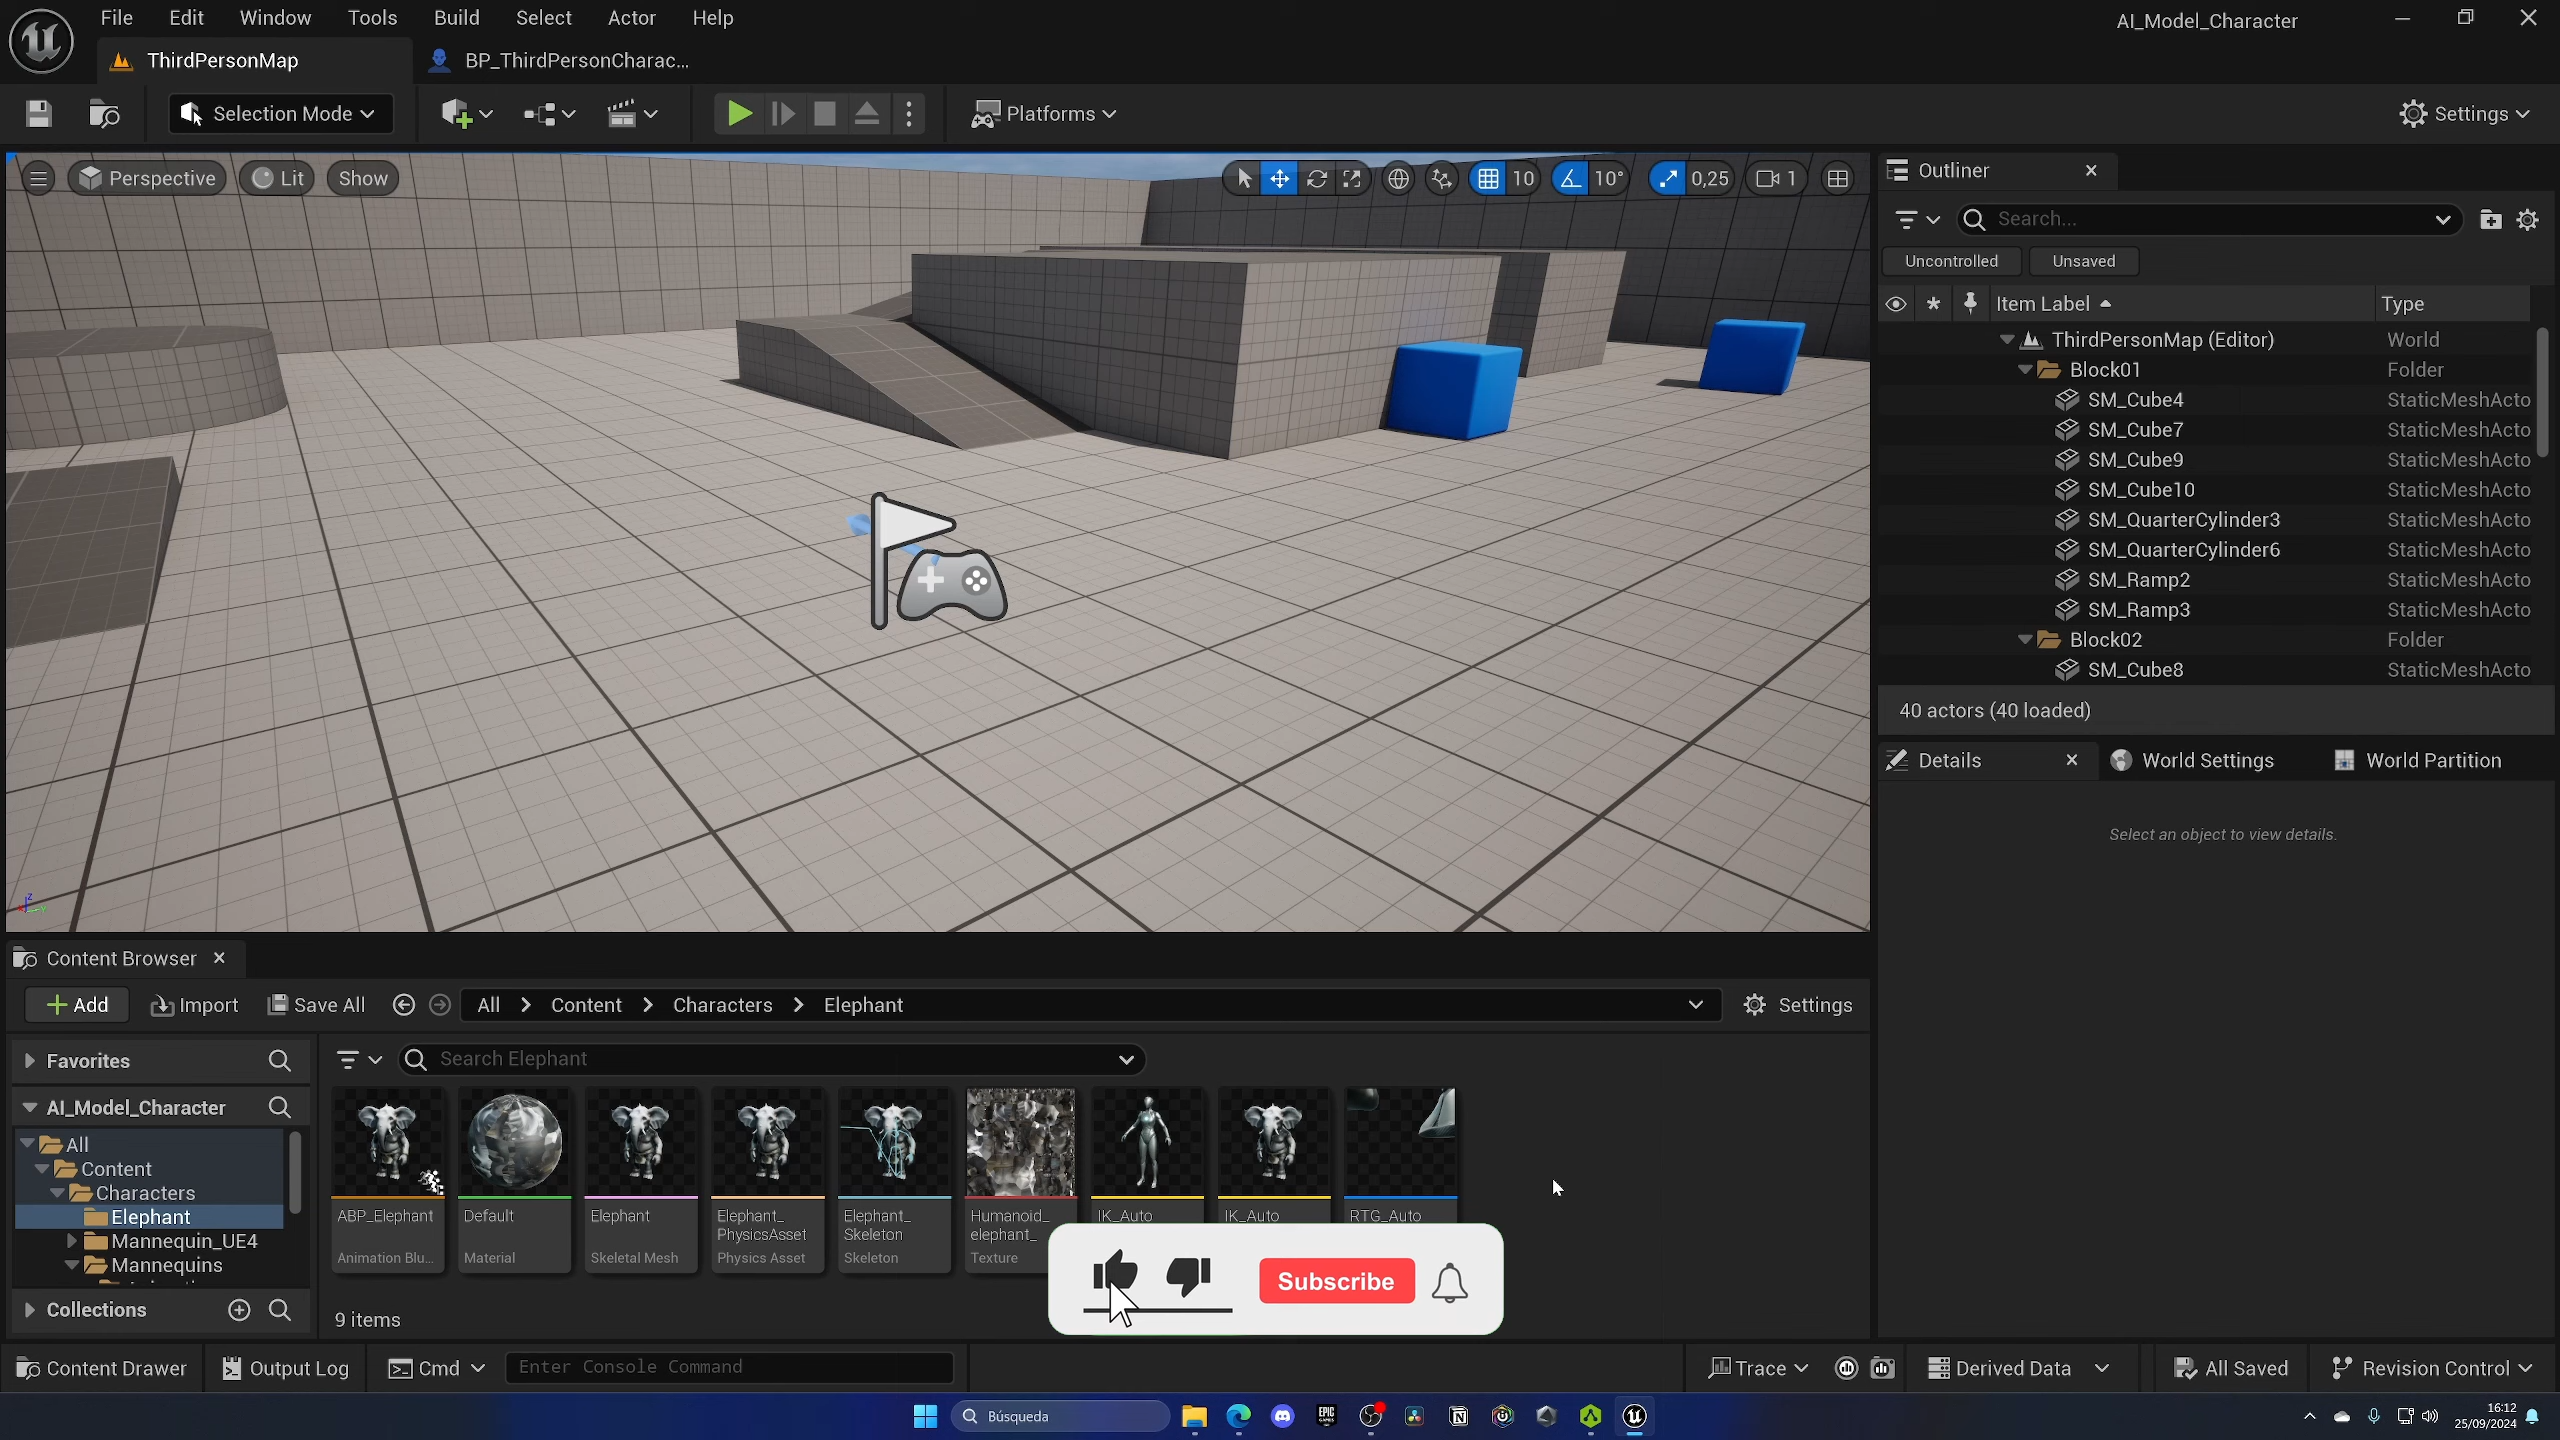 File Edit Window Tools Build Select Actor Help
AI_Model_Character
ThirdPersonMap
BP_ThirdPersonCharac...
Selection Mode
Platforms
Settings
Perspective
Lit
Show
10
10°
0,25
1
Outliner
Search...
Uncontrolled
Unsaved
Item Label
Type
ThirdPersonMap (Editor) World
Block01 Folder
SM_Cube4 StaticMeshActo
SM_Cube7 StaticMeshActo
SM_Cube9 StaticMeshActo
SM_Cube10 StaticMeshActo
SM_QuarterCylinder3 StaticMeshActo
SM_QuarterCylinder6 StaticMeshActo
SM_Ramp2 StaticMeshActo
SM_Ramp3 StaticMeshActo
Block02 Folder
SM_Cube8 StaticMeshActo
40 actors (40 loaded)
Details
World Settings
World Partition
Select an object to view details.
Content Browser
Add
Import
Save All
All > Content > Characters > Elephant
Settings
Favorites
Search Elephant
AI_Model_Character
All
Content
Characters
Elephant
Mannequin_UE4
Mannequins
Collections
ABP_Elephant
Animation Blu...
Default
Material
Elephant
Skeletal Mesh
Elephant_
PhysicsAsset
Physics Asset
Elephant_
Skeleton
Skeleton
Humanoid_
elephant_
Texture
IK_Auto
IK_Auto
RTG_Auto
9 items
Subscribe
Content Drawer
Output Log
Cmd
Enter Console Command
Trace
Derived Data
All Saved
Revision Control
Búsqueda
EPIC
GAMES
16:12
25/09/2024